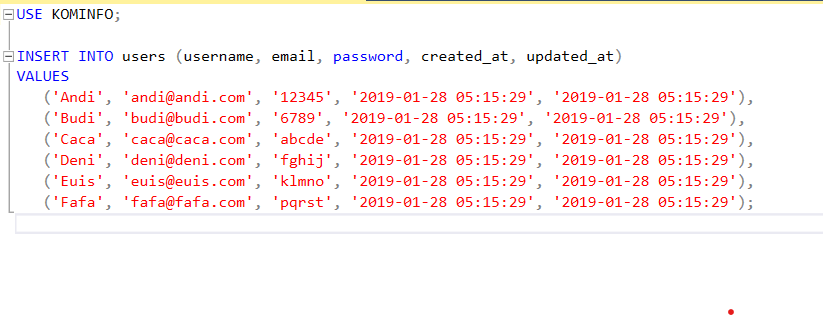 USE KOMINFO;
INSERT INTO users (username, email, password, created_at, updated_at)
VALUES
('Andi', 'andi@andi.com', '12345', '2019-01-28 05:15:29', '2019-01-28 05:15:29'),
('Budi', 'budi@budi.com', '6789', '2019-01-28 05:15:29', '2019-01-28 05:15:29'),
('Caca', 'caca@caca.com', 'abcde', '2019-01-28 05:15:29', '2019-01-28 05:15:29'),
('Deni', 'deni@deni.com', 'fghij', '2019-01-28 05:15:29', '2019-01-28 05:15:29'),
('Euis', 'euis@euis.com', 'klmno', '2019-01-28 05:15:29', '2019-01-28 05:15:29'),
('Fafa', 'fafa@fafa.com', 'pqrst', '2019-01-28 05:15:29', '2019-01-28 05:15:29');